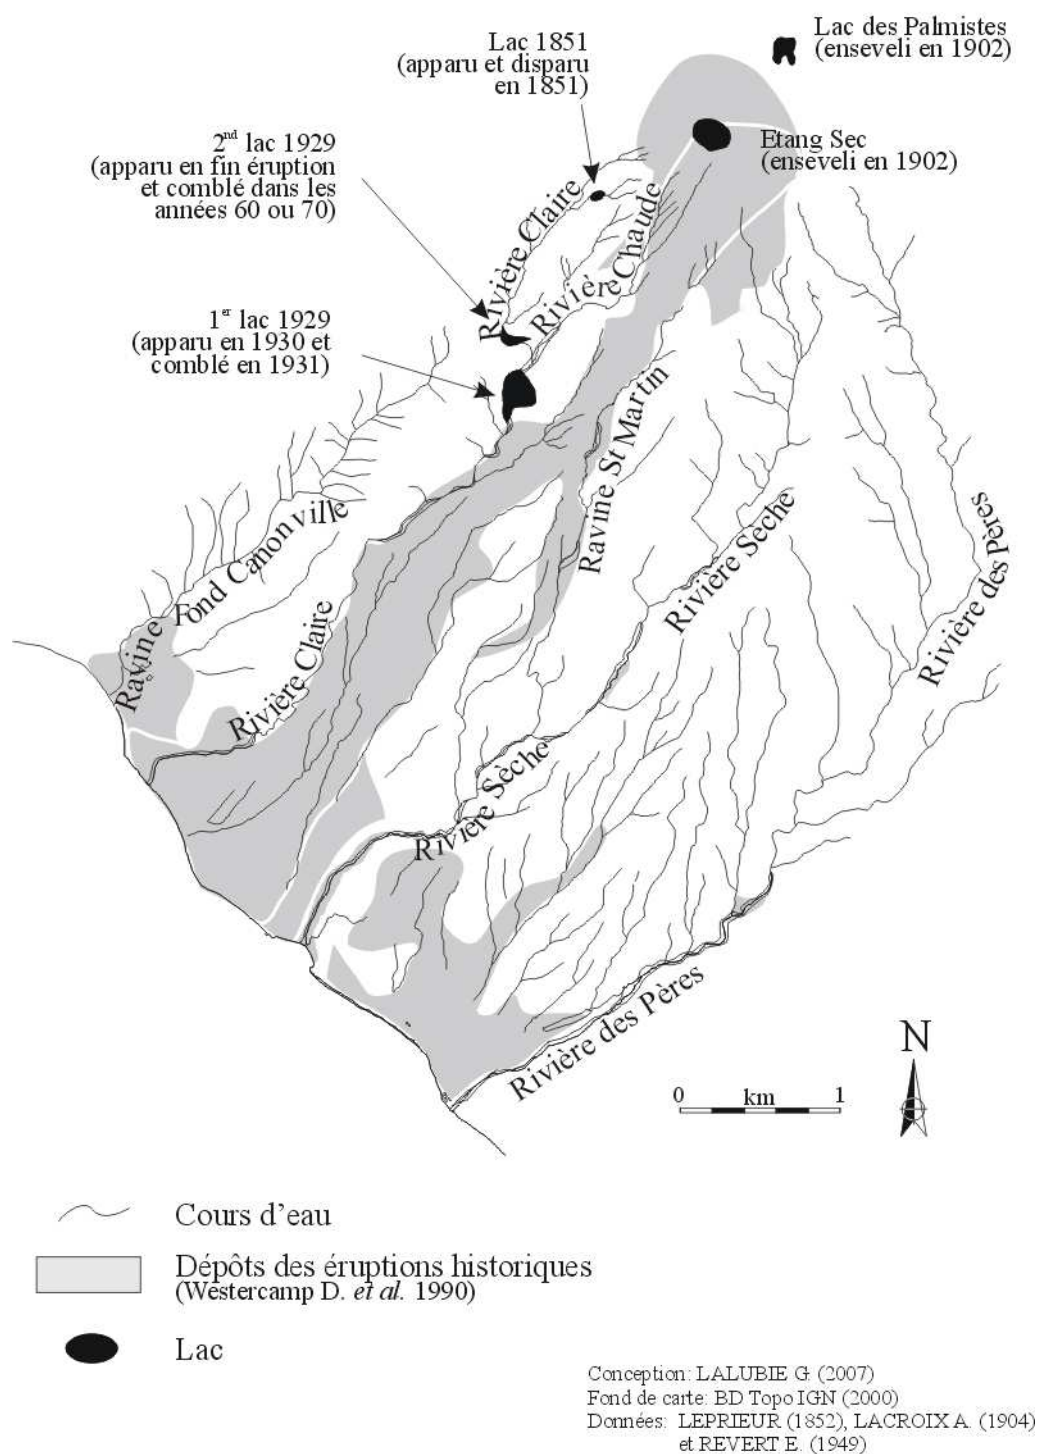 Lac des Palmistes
(enseveli en 1902)
Lac 1851
(apparu et disparu
en 1851)
2nd lac 1929
(apparu en fin éruption
et comblé dans les
années 60 ou 70)
Etang Sec
(enseveli en 1902)
Rivière Claire
Rivière Chaude
1er lac 1929
(apparu en 1930 et
comblé en 1931)
Ravine St Martin
Ravine Fond Canonville
Rivière Seche
Rivière des Pères
Rivière Claire
Rivière Sèche
Rivière des Pères
N
0 km 1
Cours d'eau
Dépôts des éruptions historiques
(Westercamp D. et al. 1990)
Lac
Conception: LALUBIE G. (2007)
Fond de carte: BD Topo IGN (2000)
Données: LEPRIEUR (1852), LACROIX A. (1904)
et REVERT E. (1949)